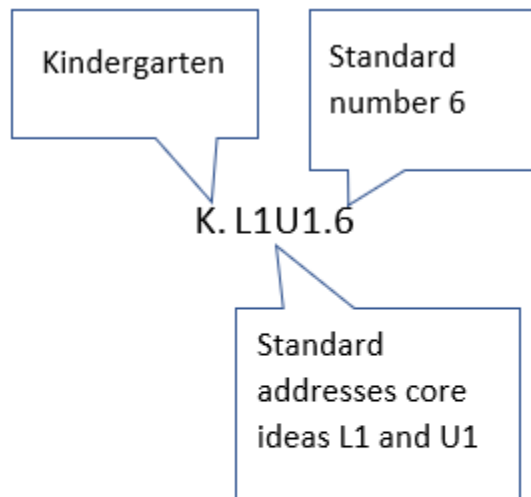 Kindergarten
Standard
number 6
K. L1U1.6
Standard
addresses core
ideas L1 and U1